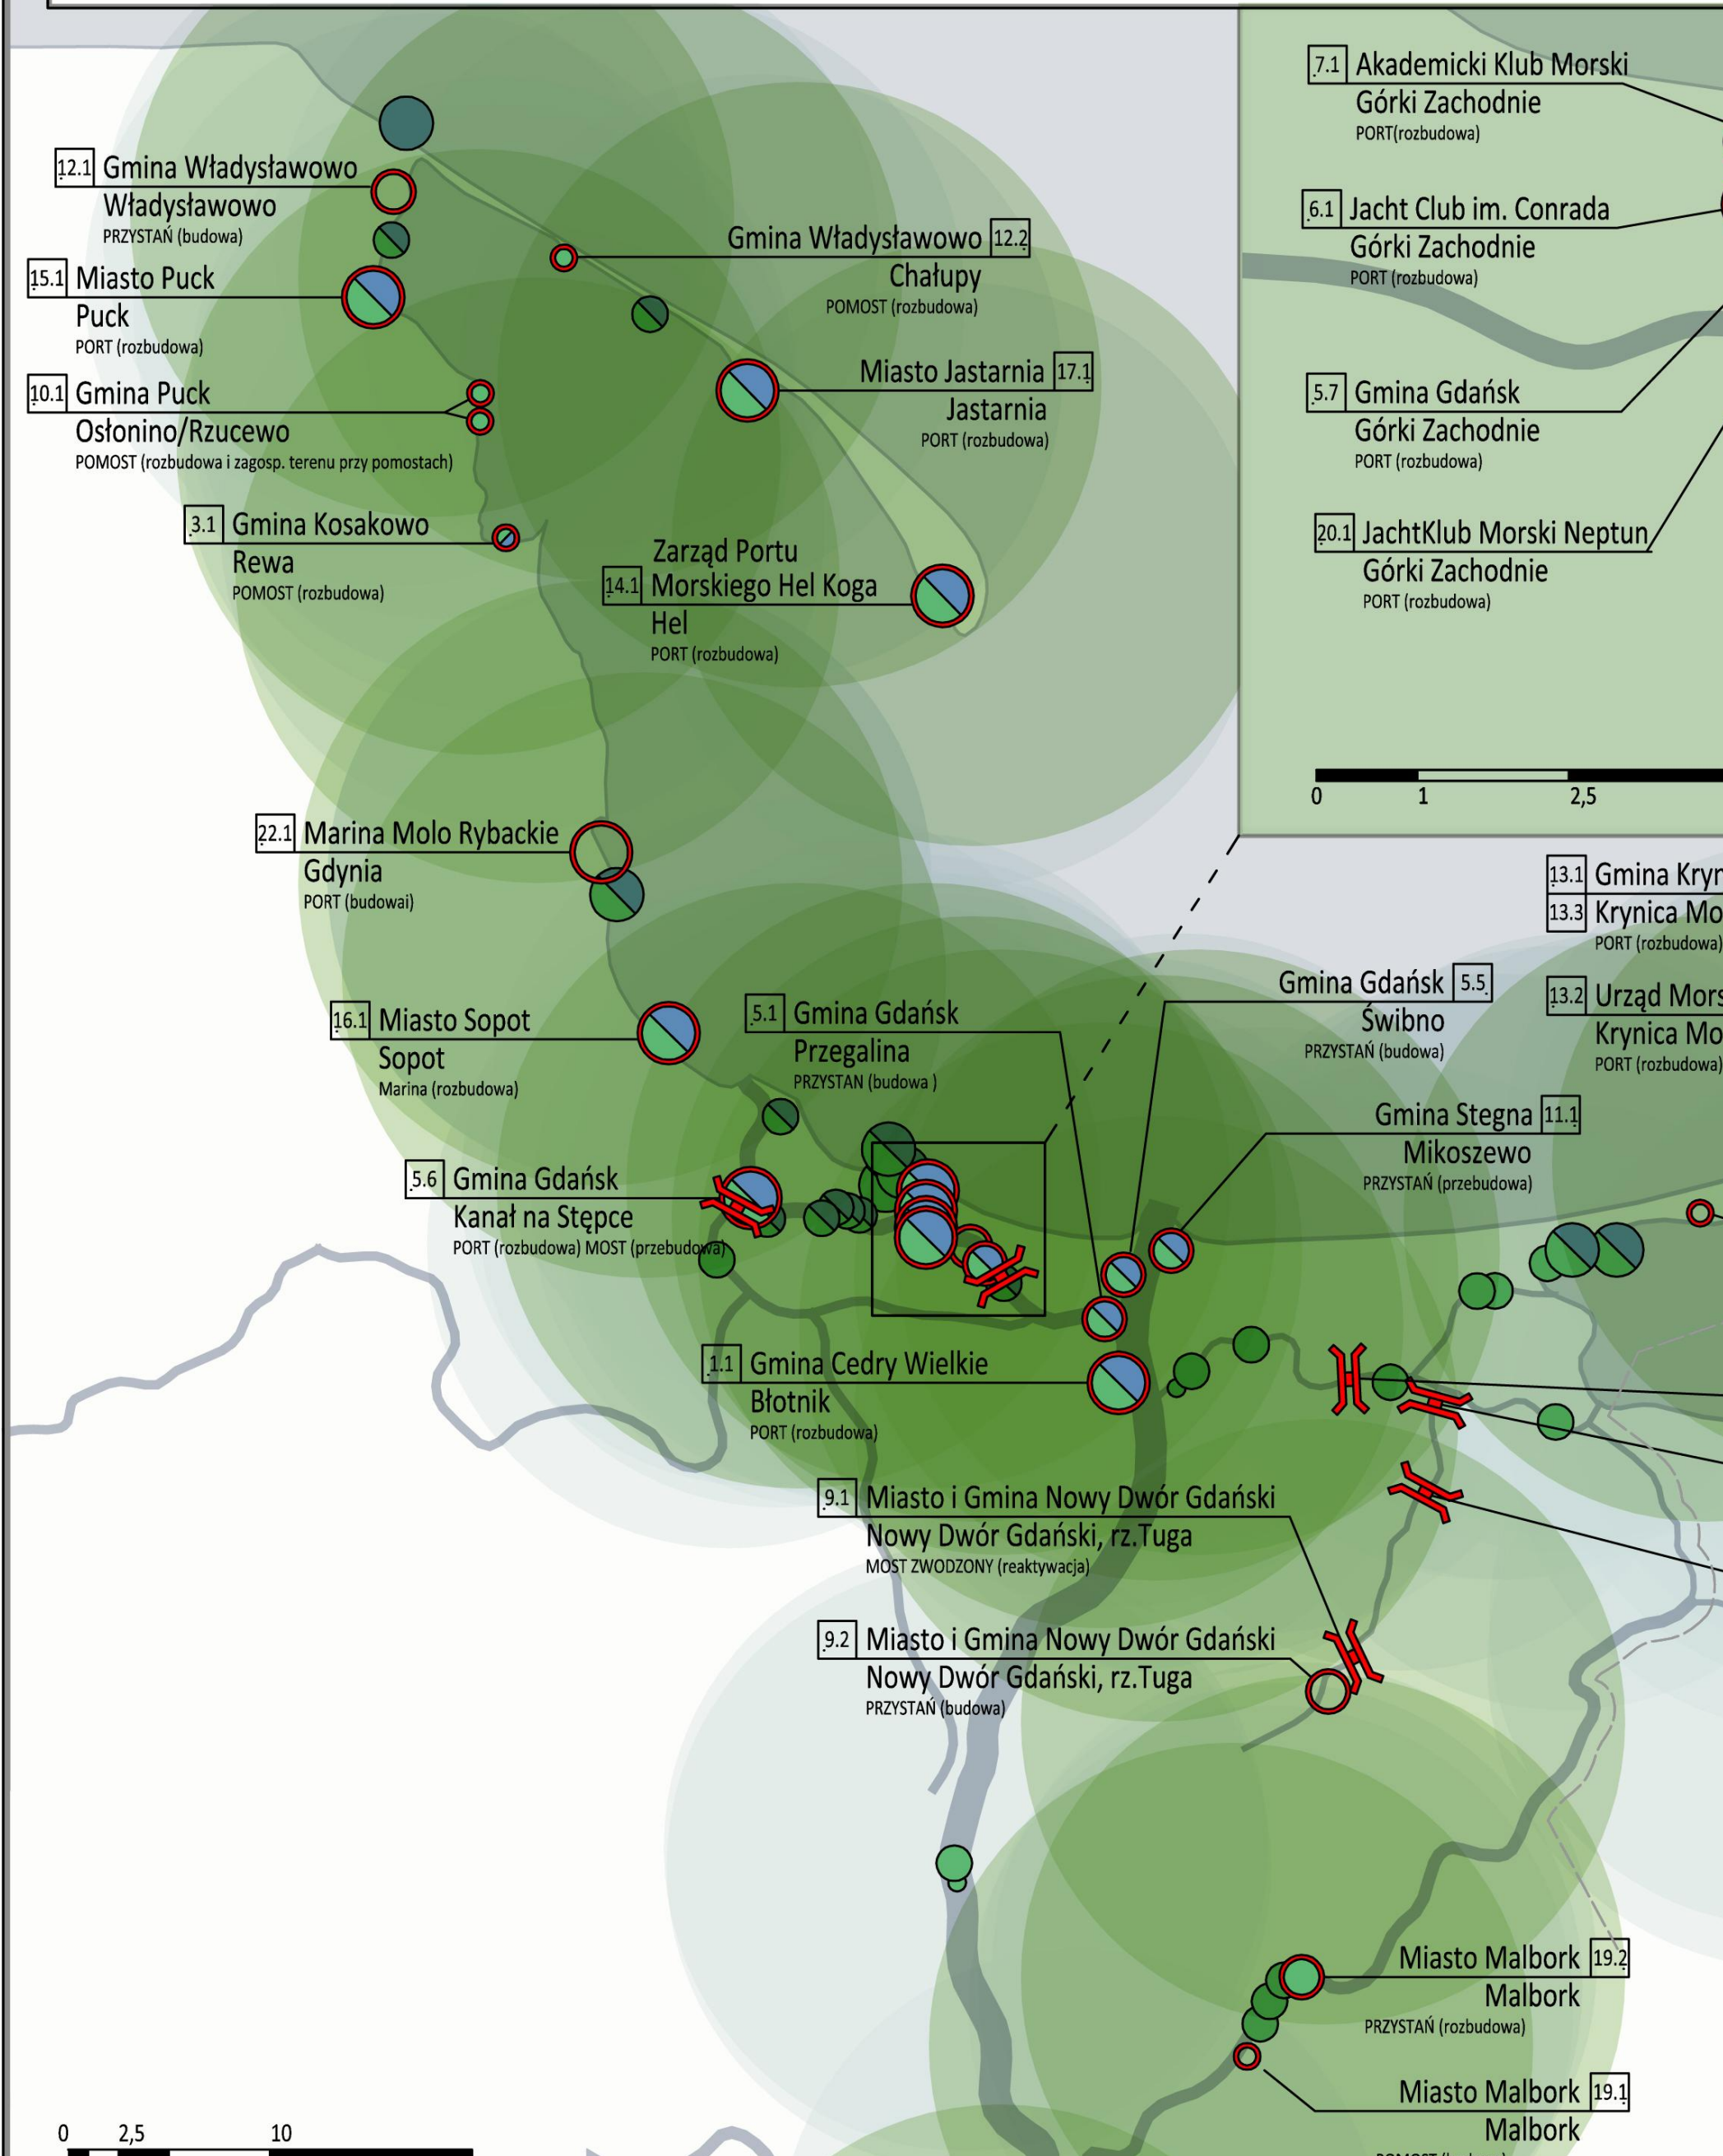 12.1 Gmina Władysławowo
Władysławowo
PRZYSTAŃ (budowa)
15.1 Miasto Puck
Puck
PORT (rozbudowa)
10.1 Gmina Puck
Osłonino/Rzucewo
POMOST (rozbudowa i zagosp. terenu przy pomostach)
3.1 Gmina Kosakowo
Rewa
POMOST (rozbudowa)
Gmina Władysławowo 12.2
Chałupy
POMOST (rozbudowa)
Miasto Jastarnia 17.1
Jastarnia
PORT (rozbudowa)
Zarząd Portu
14.1 Morskiego Hel Koga
Hel
PORT (rozbudowa)
7.1 Akademicki Klub Morski
Górki Zachodnie
PORT(rozbudowa)
6.1 Jacht Club im. Conrada
Górki Zachodnie
PORT (rozbudowa)
5.7 Gmina Gdańsk
Górki Zachodnie
PORT (rozbudowa)
20.1 JachtKlub Morski Neptun
Górki Zachodnie
PORT (rozbudowa)
0 1 2,5
22.1 Marina Molo Rybackie
Gdynia
PORT (budowai)
13.1 Gmina Kryn
13.3 Krynica Mo
PORT (rozbudowa)
13.2 Urząd Mors
Krynica Mo
PORT (rozbudowa)
16.1 Miasto Sopot
Sopot
Marina (rozbudowa)
5.1 Gmina Gdańsk
Przegalina
PRZYSTAN (budowa )
Gmina Gdańsk 5.5
Świbno
PRZYSTAŃ (budowa)
Gmina Stegna 11.1
Mikoszewo
PRZYSTAŃ (przebudowa)
5.6 Gmina Gdańsk
Kanał na Stępce
PORT (rozbudowa) MOST (przebudowa)
1.1 Gmina Cedry Wielkie
Błotnik
PORT (rozbudowa)
9.1 Miasto i Gmina Nowy Dwór Gdański
Nowy Dwór Gdański, rz.Tuga
MOST ZWODZONY (reaktywacja)
9.2 Miasto i Gmina Nowy Dwór Gdański
Nowy Dwór Gdański, rz.Tuga
PRZYSTAŃ (budowa)
Miasto Malbork 19.2
Malbork
PRZYSTAŃ (rozbudowa)
Miasto Malbork 19.1
Malbork
0 2,5 10